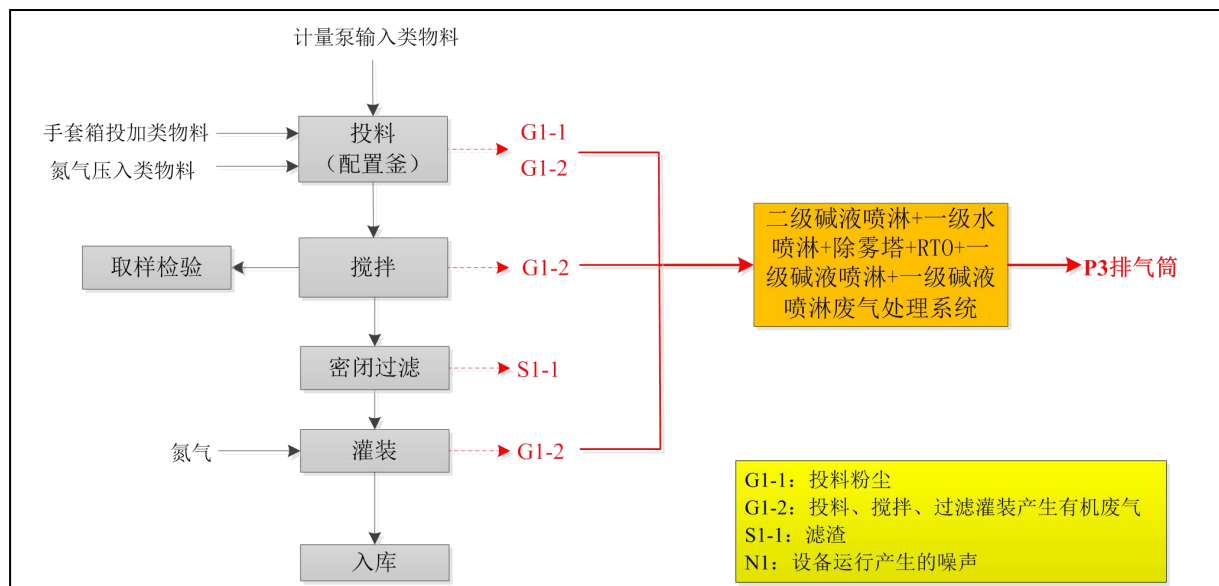 计量泵输入类物料
手套箱投加类物料
氮气压入类物料
投料
（配置釜）
G1-1
G1-2
取样检验
搅拌
G1-2
密闭过滤
S1-1
氮气
灌装
G1-2
入库
二级碱液喷淋+一级水
喷淋+除雾塔+RTO+一
级碱液喷淋+一级碱液
喷淋废气处理系统
P3排气筒
G1-1：投料粉尘
G1-2：投料、搅拌、过滤灌装产生有机废气
S1-1：滤渣
N1：设备运行产生的噪声